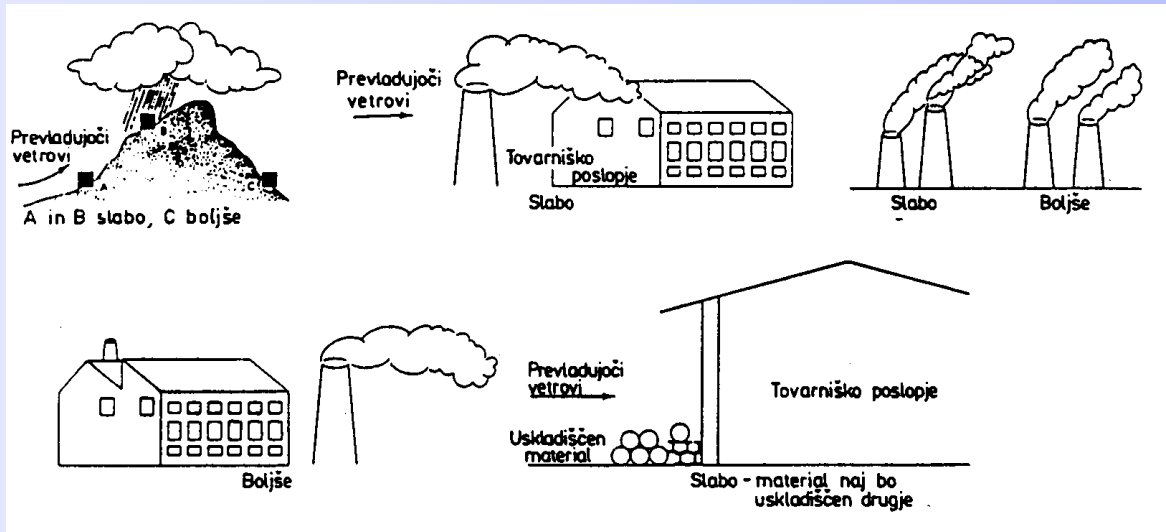 Prevladujoči
vetrovi
A
C
A in B slabo, C boljše
Prevladujoči
vetrovi
Tovarniško
poslopje
Slabo
Slabo
Boljše
Boljše
Prevladujoči
vetrovi
Uskladiščen
material
Tovarniško poslopje
Slabo - material naj bo
uskladiščen drugje